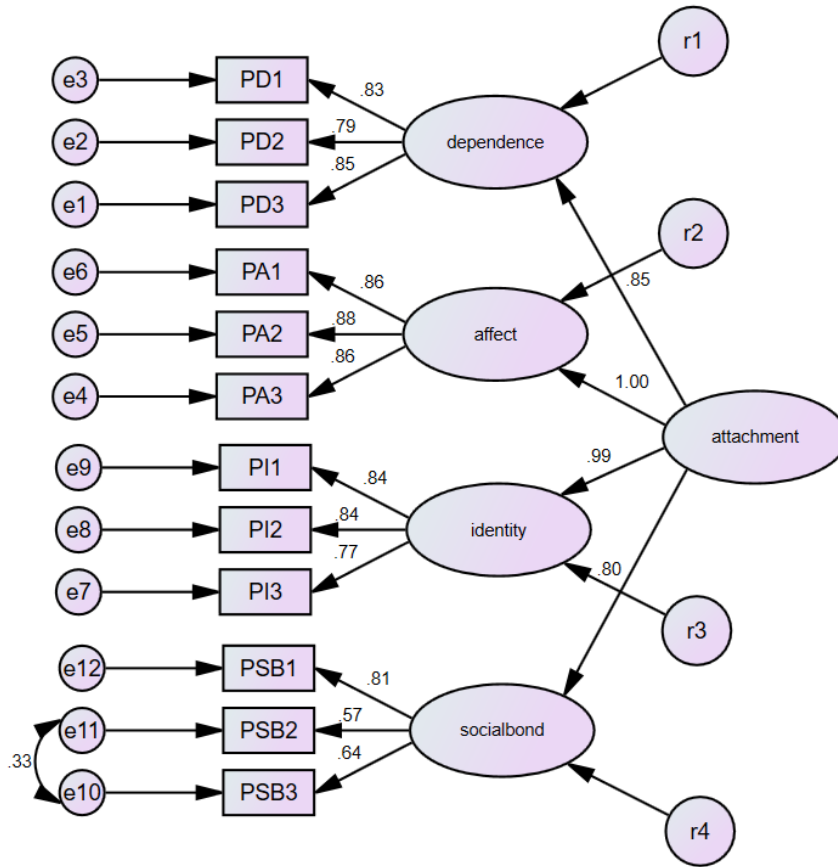 r1
e3
PD1
.83
e2
PD2
.79
dependence
.85
e1
PD3
r2
e6
PA1
.86
.85
e5
PA2
.88
affect
.86
e4
PA3
1.00
attachment
.99
e9
PI1
.84
e8
PI2
.84
identity
.77
.80
e7
PI3
r3
e12
PSB1
.81
e11
PSB2
.57
socialbond
.33
.64
e10
PSB3
r4